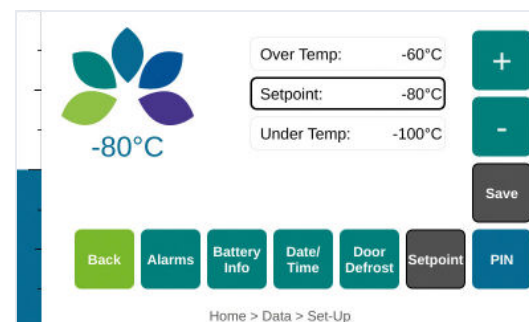 Over Temp: -60°C
+
Setpoint: -80°C
-
Under Temp: -100°C
-80°C
Save
Back
Alarms
Battery
Info
Date/
Time
Door
Defrost
Setpoint
PIN
Home > Data > Set-Up